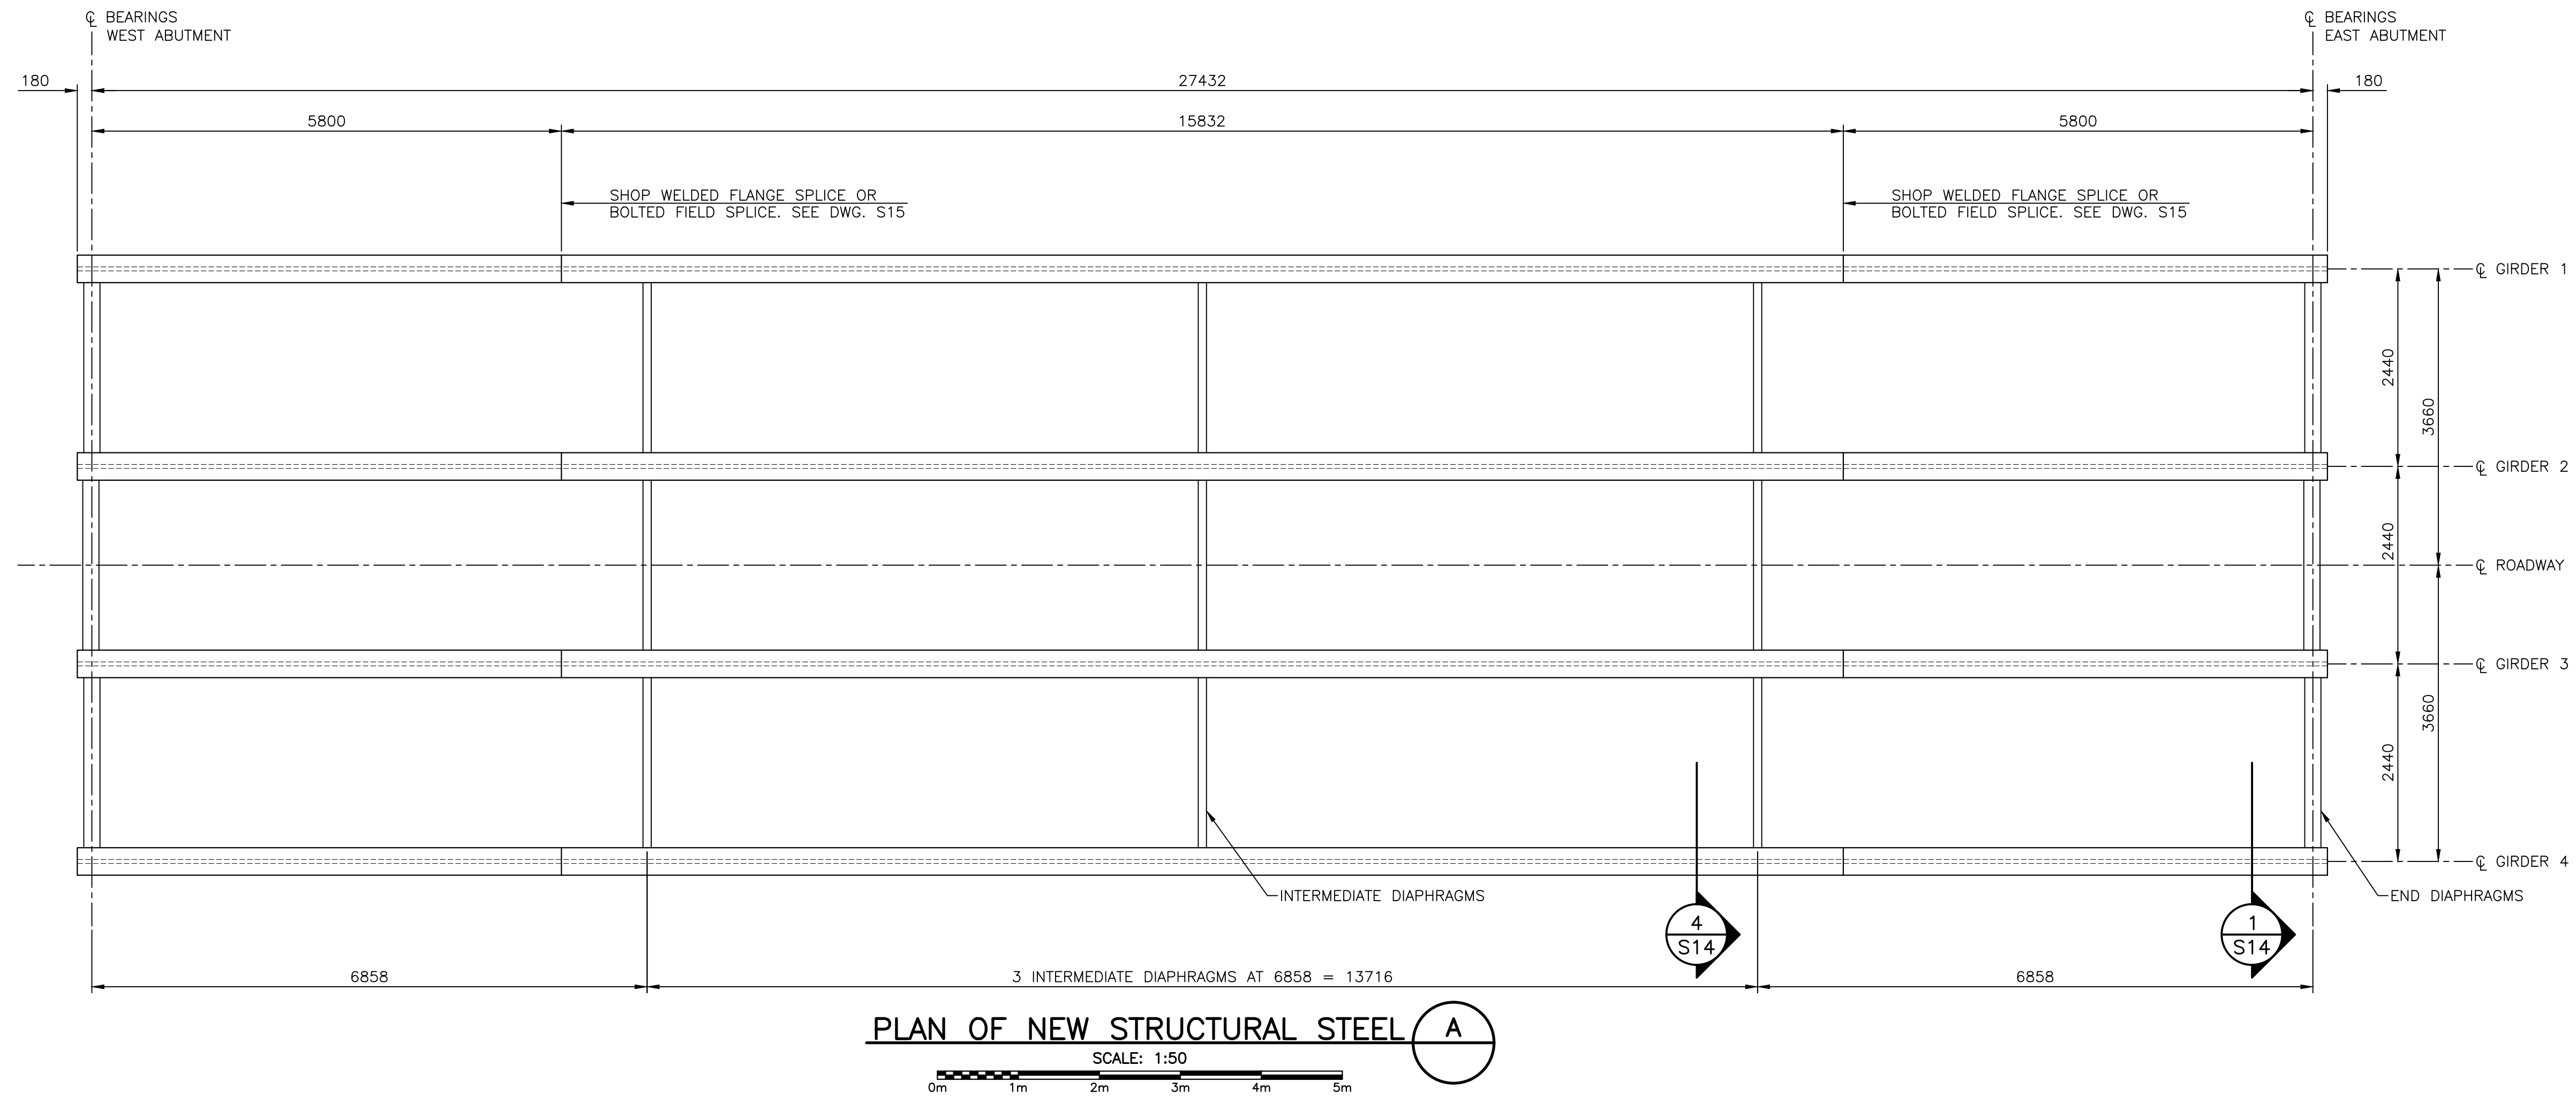 ℄ BEARINGS
WEST ABUTMENT
℄ BEARINGS
EAST ABUTMENT
180
27432
180
5800
15832
5800
SHOP WELDED FLANGE SPLICE OR
BOLTED FIELD SPLICE. SEE DWG. S15
SHOP WELDED FLANGE SPLICE OR
BOLTED FIELD SPLICE. SEE DWG. S15
℄ GIRDER 1
2440
3660
℄ GIRDER 2
2440
℄ ROADWAY
℄ GIRDER 3
3660
2440
℄ GIRDER 4
INTERMEDIATE DIAPHRAGMS
END DIAPHRAGMS
4
S14
1
S14
6858
3 INTERMEDIATE DIAPHRAGMS AT 6858 = 13716
6858
PLAN OF NEW STRUCTURAL STEEL
A
SCALE: 1:50
0m 1m 2m 3m 4m 5m